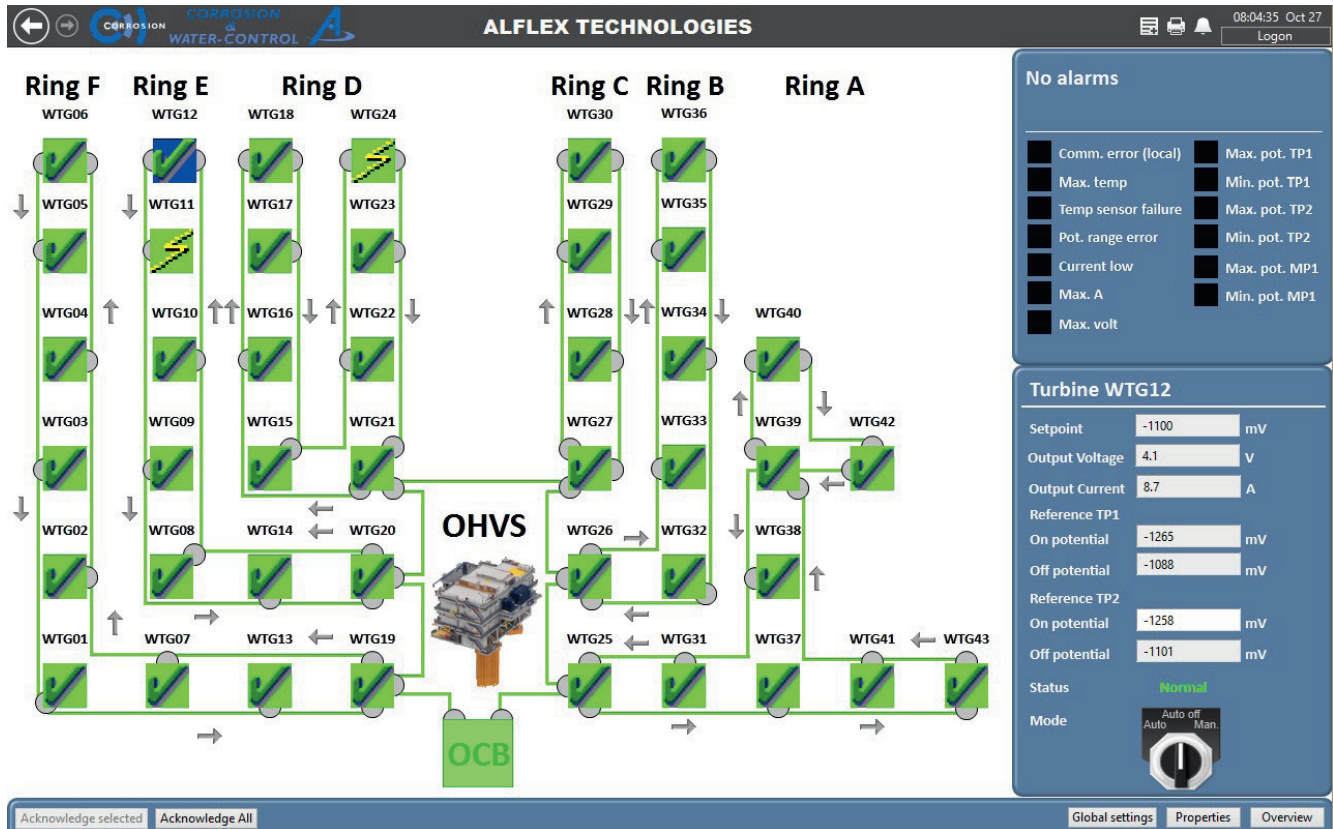 CORROSION
CORROSION
&
WATER-CONTROL
ALFLEX TECHNOLOGIES
08:04:35 Oct 27
Logon
Ring F Ring E Ring D Ring C Ring B Ring A
WTG06 WTG12 WTG18 WTG24 WTG30 WTG36
WTG05 WTG11 WTG17 WTG23 WTG29 WTG35
WTG04 WTG10 WTG16 WTG22 WTG28 WTG34 WTG40
WTG03 WTG09 WTG15 WTG21 WTG27 WTG33 WTG39 WTG42
OHVS
WTG02 WTG08 WTG14 WTG20 WTG26 WTG32 WTG38
WTG01 WTG07 WTG13 WTG19 WTG25 WTG31 WTG37 WTG41 WTG43
OCB
No alarms
Comm. error (local) Max. pot. TP1
Max. temp Min. pot. TP1
Temp sensor failure Max. pot. TP2
Pot. range error Min. pot. TP2
Current low Max. pot. MP1
Max. A Min. pot. MP1
Max. volt
Turbine WTG12
Setpoint -1100 mV
Output Voltage 4.1 V
Output Current 8.7 A
Reference TP1
On potential -1265 mV
Off potential -1088 mV
Reference TP2
On potential -1258 mV
Off potential -1101 mV
Status Normal
Mode
Auto off
Auto Man.
Acknowledge selected Acknowledge All Global settings Properties Overview